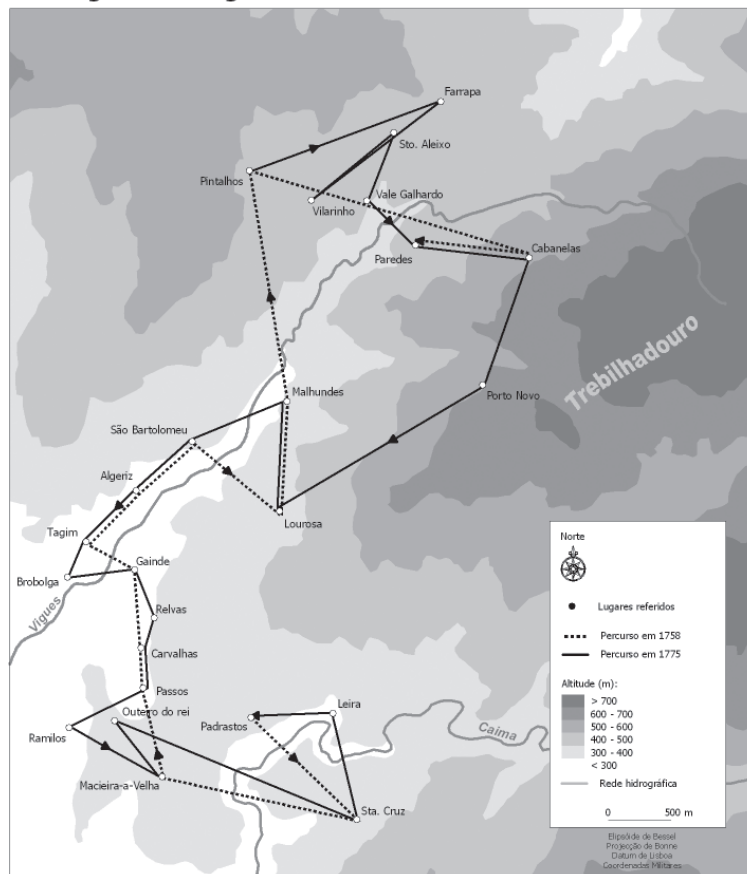 Farrapa
Sto. Aleixo
Pintalhos
Vilarinho
Vale Galhardo
Paredes
Cabanelas
Trebilhadouro
Porto Novo
Malhundes
São Bartolomeu
Algeriz
Lourosa
Tagim
Gainde
Brobolga
Vigues
Relvas
Carvalhas
Passos
Outeiro do rei
Ramilos
Padrastos
Leira
Caima
Macieira-a-Velha
Sta. Cruz
Norte
Lugares referidos
Percurso em 1758
Percurso em 1775
Altitude (m):
> 700
600 - 700
500 - 600
400 - 500
300 - 400
< 300
Rede hidrográfica
0 500 m
Elipsóide de Bessel
Projecção de Bonne
Datum de Lisboa
Coordenadas Militares